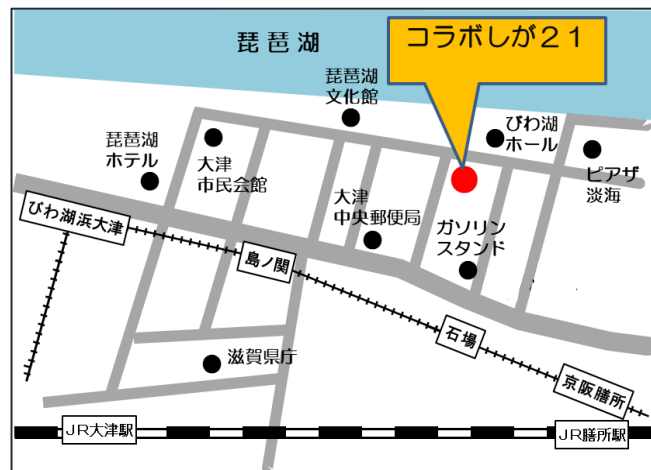 コラボしが２１
琵琶湖
琵琶湖
文化館
びわ湖
ホール
琵琶湖
ホテル
大津
市民会館
ピアザ
淡海
びわ湖浜大津
大津
中央郵便局
ガソリン
スタンド
島ノ関
石場
滋賀県庁
京阪膳所
ＪＲ大津駅
ＪＲ膳所駅